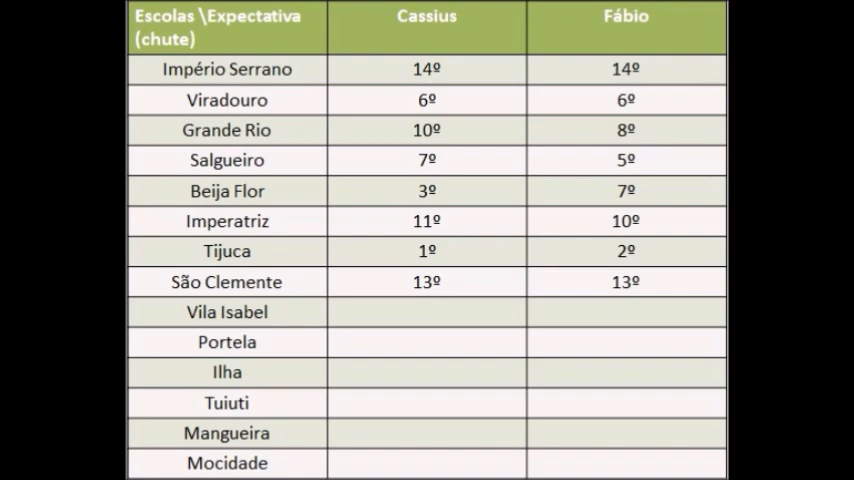 Escolas \Expectativa Cassius Fábio
(chute)
Império Serrano 14º 14º
Viradouro 6º 6º
Grande Rio 10º 8º
Salgueiro 7º 5º
Beija Flor 3º 7º
Imperatriz 11º 10º
Tijuca 1º 2º
São Clemente 13º 13º
Vila Isabel
Portela
Ilha
Tuiuti
Mangueira
Mocidade